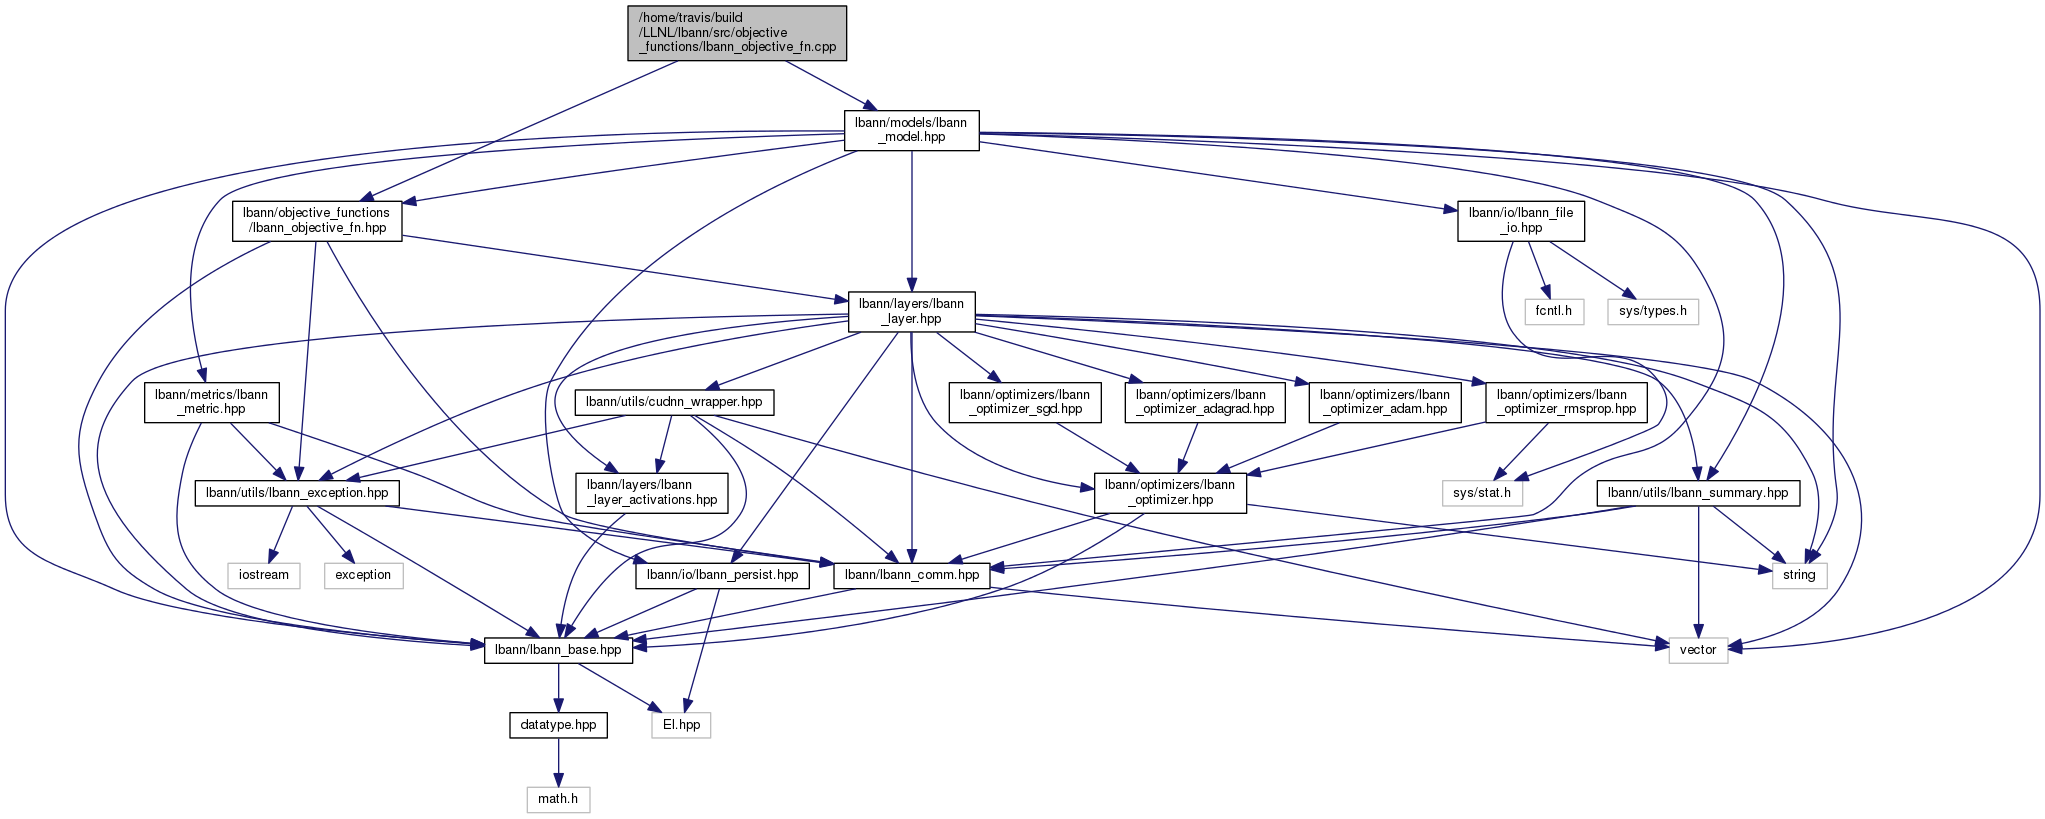 /home/travis/build
/LLNL/lbann/src/objective
_functions/lbann_objective_fn.cpp
lbann/models/lbann
_model.hpp
lbann/objective_functions
/lbann_objective_fn.hpp
lbann/io/lbann_file
_io.hpp
lbann/layers/lbann
_layer.hpp
fcntl.h
sys/types.h
lbann/metrics/lbann
_metric.hpp
lbann/utils/cudnn_wrapper.hpp
lbann/optimizers/lbann
_optimizer_sgd.hpp
lbann/optimizers/lbann
_optimizer_adagrad.hpp
lbann/optimizers/lbann
_optimizer_adam.hpp
lbann/optimizers/lbann
_optimizer_rmsprop.hpp
lbann/utils/lbann_exception.hpp
lbann/layers/lbann
_layer_activations.hpp
lbann/optimizers/lbann
_optimizer.hpp
sys/stat.h
lbann/utils/lbann_summary.hpp
iostream
exception
lbann/io/lbann_persist.hpp
lbann/lbann_comm.hpp
string
lbann/lbann_base.hpp
vector
datatype.hpp
El.hpp
math.h